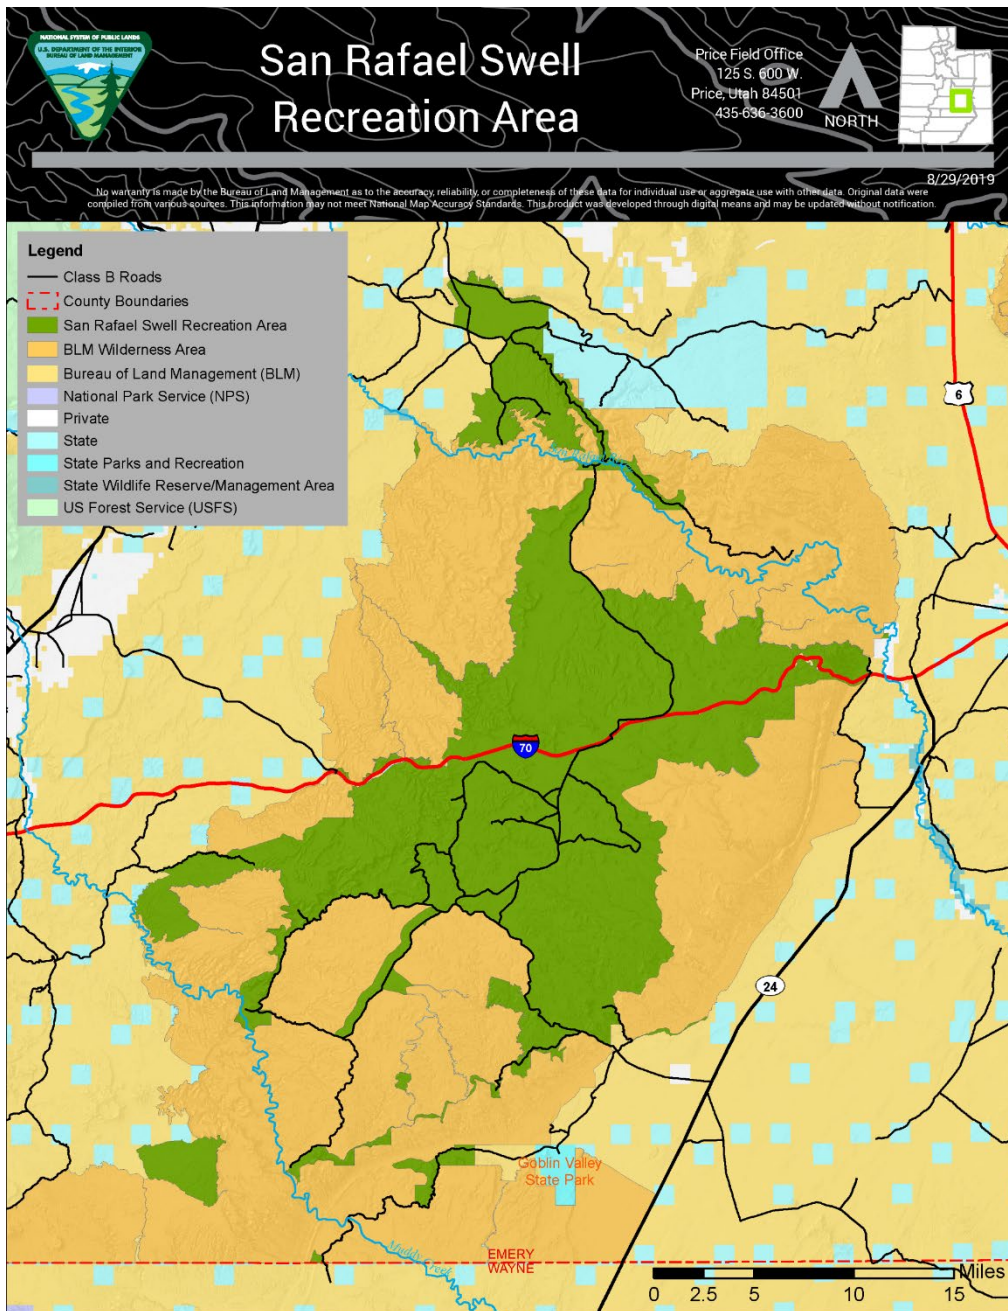 NATIONAL SYSTEM OF PUBLIC LANDS
U.S. DEPARTMENT OF THE INTERIOR
BUREAU OF LAND MANAGEMENT
San Rafael Swell
Recreation Area
Price Field Office
125 S. 600 W.
Price, Utah 84501
435-636-3600
NORTH
8/29/2019
No warranty is made by the Bureau of Land Management as to the accuracy, reliability, or completeness of these data for individual use or aggregate use with other data. Original data were
compiled from various sources. This information may not meet National Map Accuracy Standards. This product was developed through digital means and may be updated without notification.
Legend
Class B Roads
County Boundaries
San Rafael Swell Recreation Area
BLM Wilderness Area
Bureau of Land Management (BLM)
National Park Service (NPS)
Private
State
State Parks and Recreation
State Wildlife Reserve/Management Area
US Forest Service (USFS)
6
San Rafael River
70
24
Goblin Valley
State Park
Muddy Creek
EMERY
WAYNE
Miles
0 2.5 5 10 15